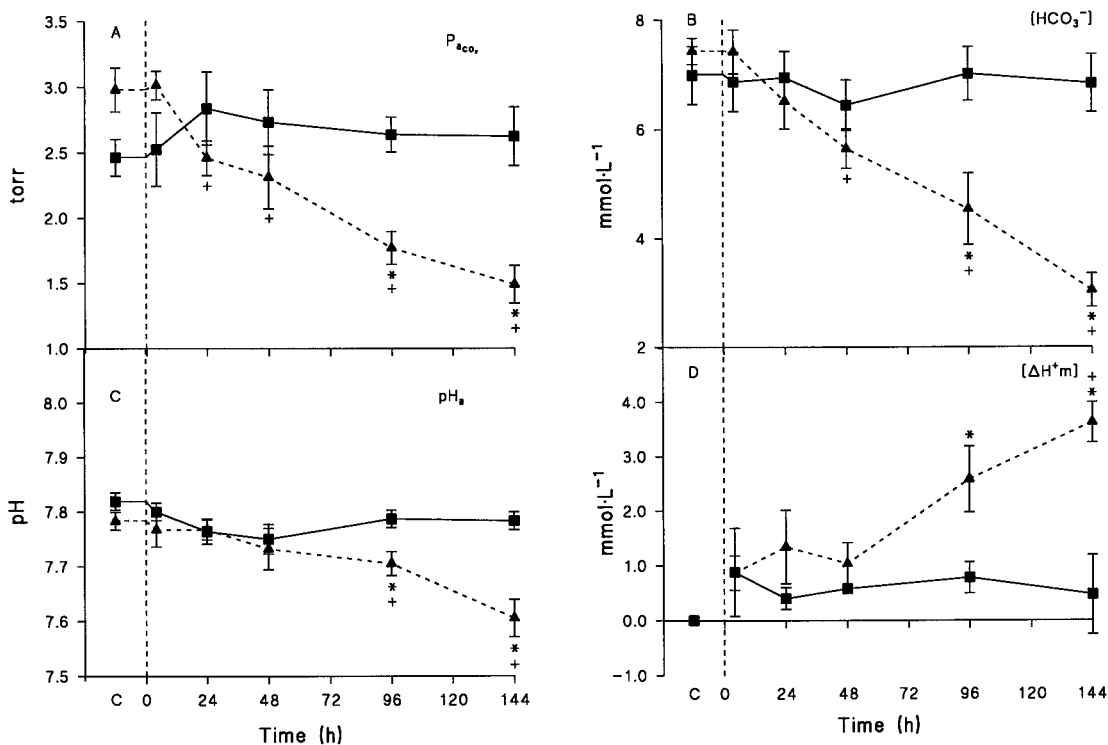 A
P_aCO₂
3.5
3.0
2.5
2.0
1.5
1.0
torr
+
+
*
+
*
+
B
[HCO₃⁻]
8
6
4
2
mmol·L⁻¹
+
*
+
*
+
C
pHₐ
8.0
7.9
7.8
7.7
7.6
7.5
pH
*
+
*
+
C 0 24 48 72 96 120 144
Time (h)
D
[ΔH⁺m]
4.0
3.0
2.0
1.0
0.0
−1.0
mmol·L⁻¹
*
+
*
C 0 24 48 72 96 120 144
Time (h)